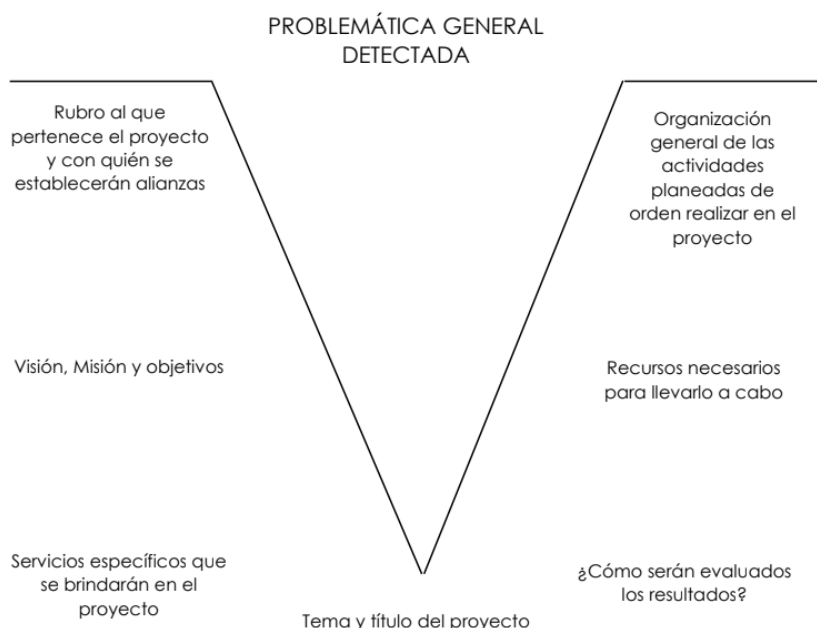 PROBLEMÁTICA GENERAL
DETECTADA
Rubro al que
pertenece el proyecto
y con quién se
establecerán alianzas
Organización
general de las
actividades
planeadas de
orden realizar en el
proyecto
Visión, Misión y objetivos
Recursos necesarios
para llevarlo a cabo
Servicios específicos que
se brindarán en el
proyecto
¿Cómo serán evaluados
los resultados?
Tema y título del proyecto